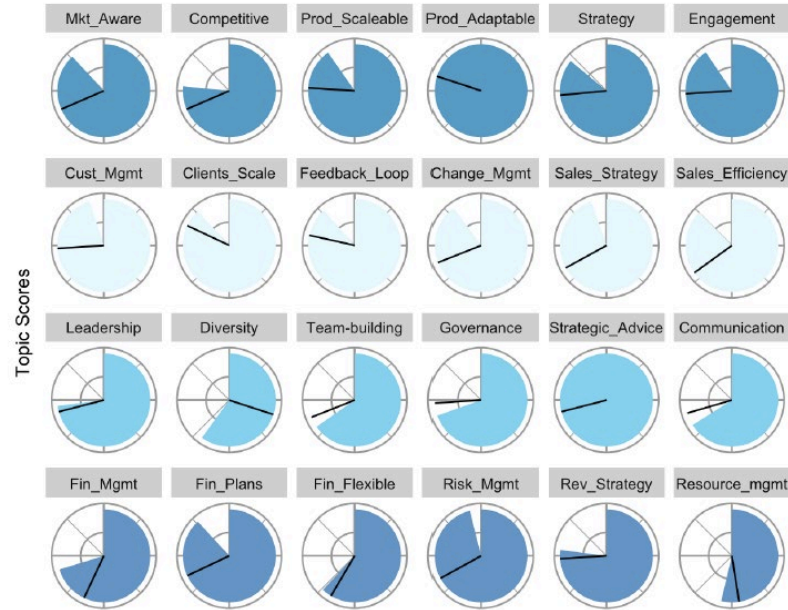 Mkt_Aware Competitive Prod_Scaleable Prod_Adaptable Strategy Engagement
Cust_Mgmt Clients_Scale Feedback_Loop Change_Mgmt Sales_Strategy Sales_Efficiency
Topic Scores
Leadership Diversity Team-building Governance Strategic_Advice Communication
Fin_Mgmt Fin_Plans Fin_Flexible Risk_Mgmt Rev_Strategy Resource_mgmt